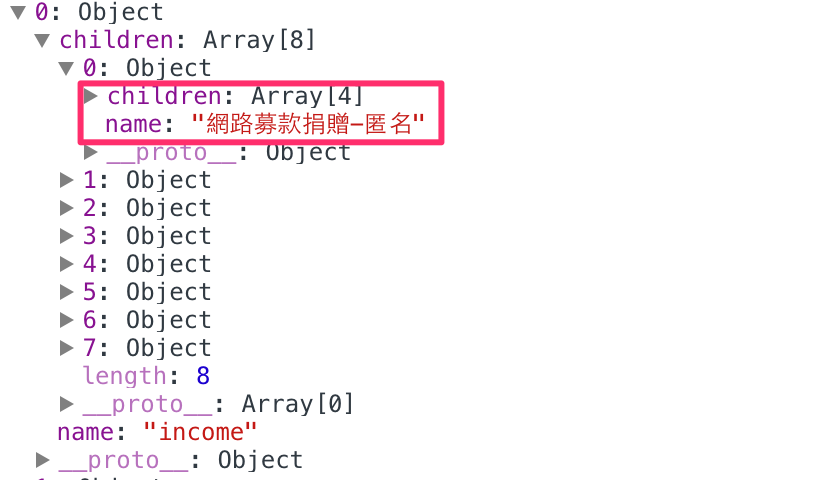 0: Object
children: Array[8]
0: Object
children: Array[4]
name: "網路募款捐贈-匿名"
__proto__: Object
1: Object
2: Object
3: Object
4: Object
5: Object
6: Object
7: Object
length: 8
__proto__: Array[0]
name: "income"
__proto__: Object